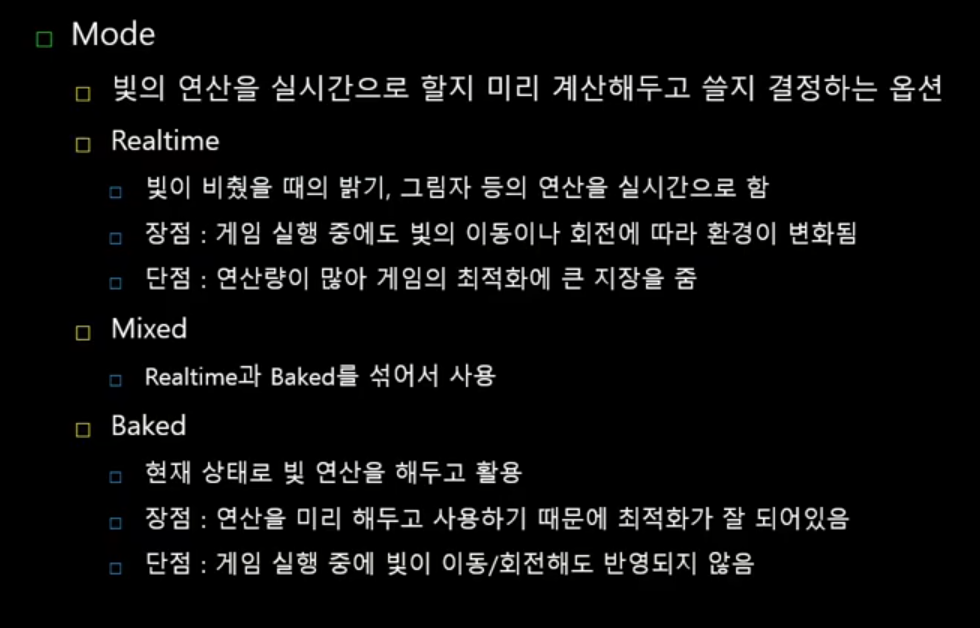 Mode
빛의 연산을 실시간으로 할지 미리 계산해두고 쓸지 결정하는 옵션
Realtime
빛이 비췄을 때의 밝기, 그림자 등의 연산을 실시간으로 함
장점 : 게임 실행 중에도 빛의 이동이나 회전에 따라 환경이 변화됨
단점 : 연산량이 많아 게임의 최적화에 큰 지장을 줌
Mixed
Realtime과 Baked를 섞어서 사용
Baked
현재 상태로 빛 연산을 해두고 활용
장점 : 연산을 미리 해두고 사용하기 때문에 최적화가 잘 되어있음
단점 : 게임 실행 중에 빛이 이동/회전해도 반영되지 않음